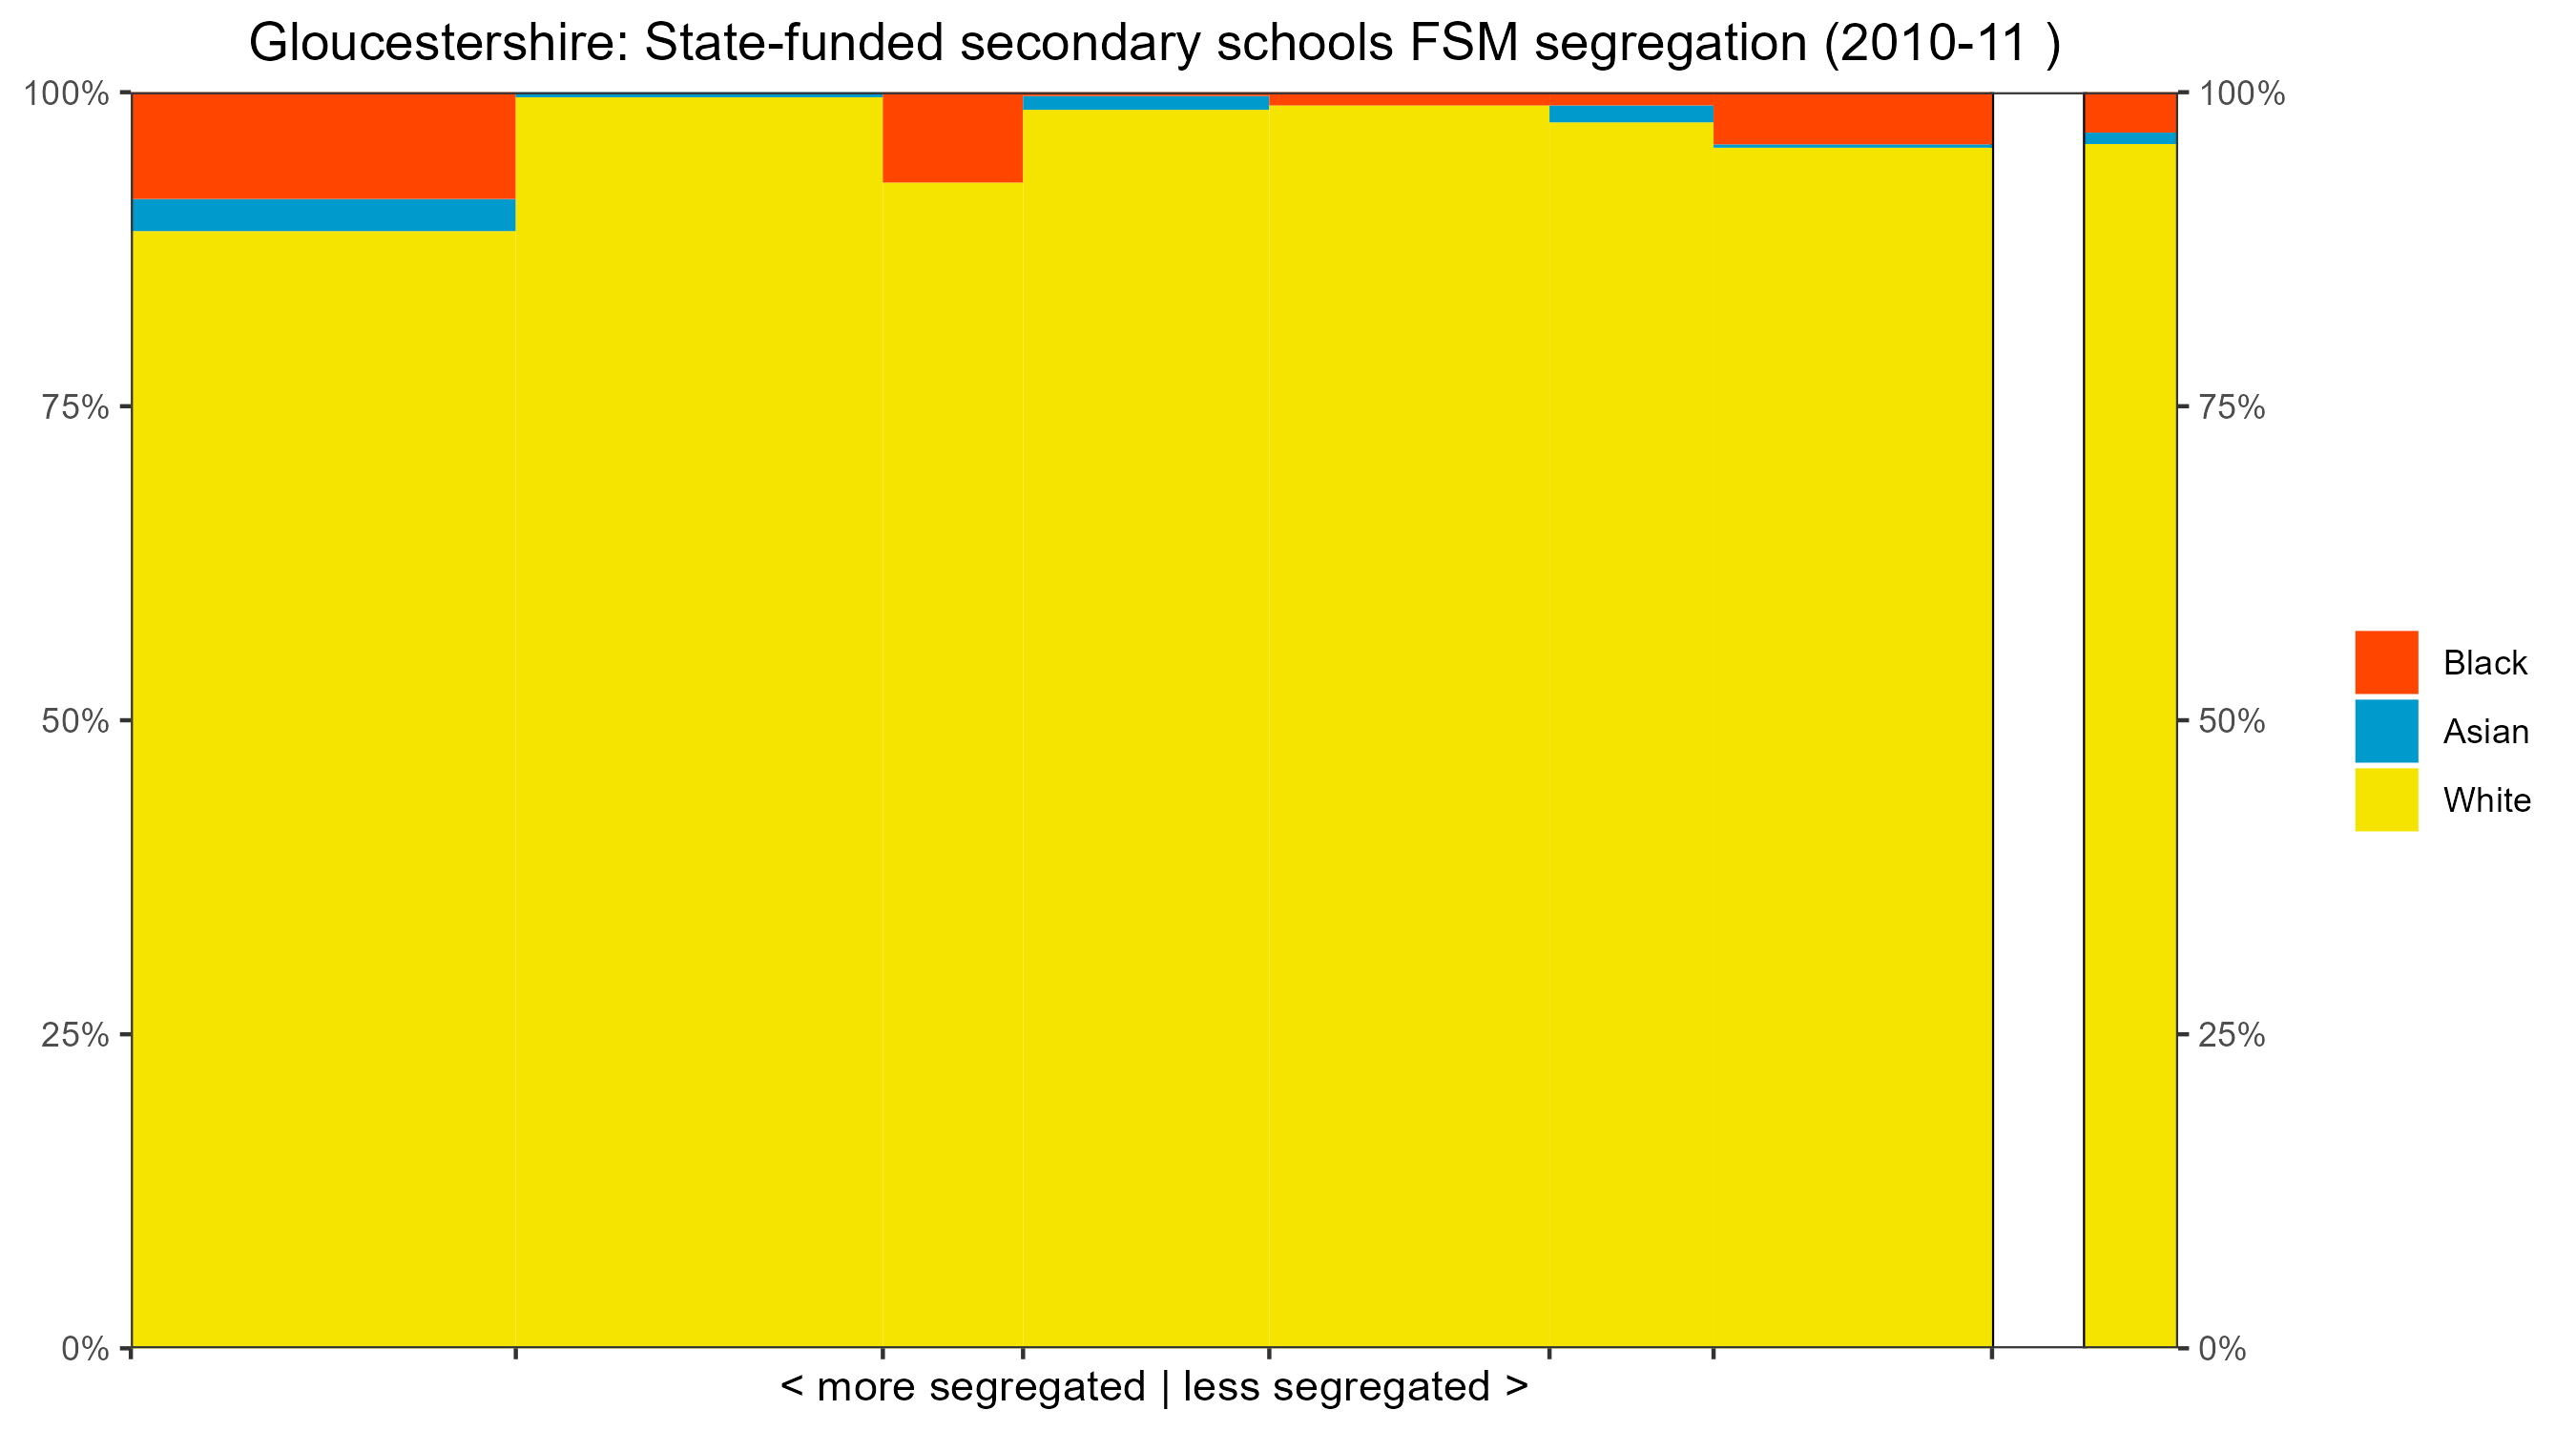 Gloucestershire: State-funded secondary schools FSM segregation (2010-11 )
100%
75%
50%
25%
0%
100%
75%
50%
25%
0%
Black
Asian
White
< more segregated | less segregated >